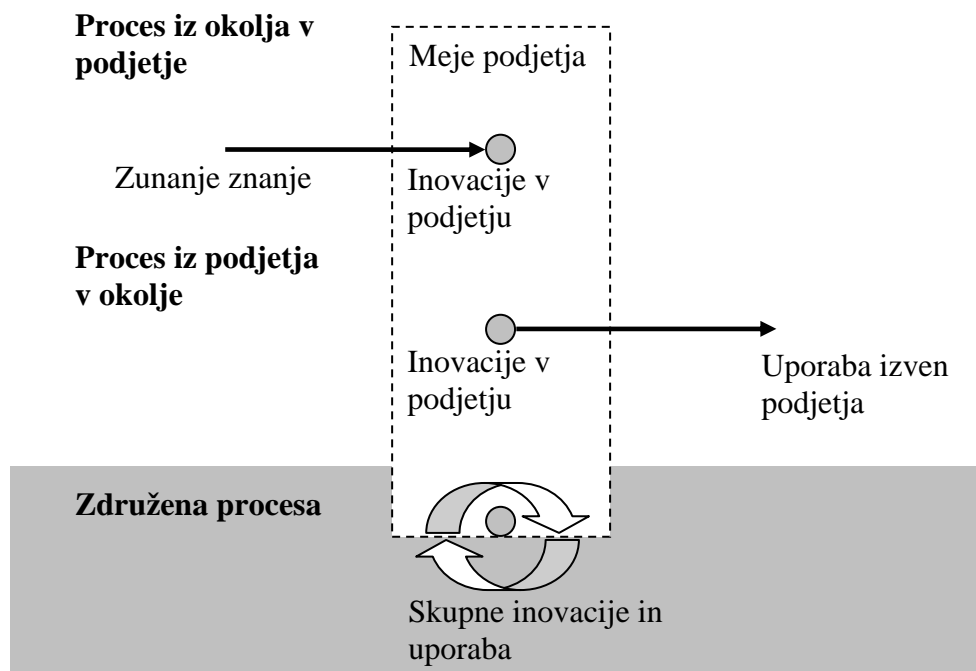 Proces iz okolja v
podjetje
Meje podjetja
Zunanje znanje
Inovacije v
podjetju
Proces iz podjetja
v okolje
Inovacije v
podjetju
Uporaba izven
podjetja
Združena procesa
Skupne inovacije in
uporaba